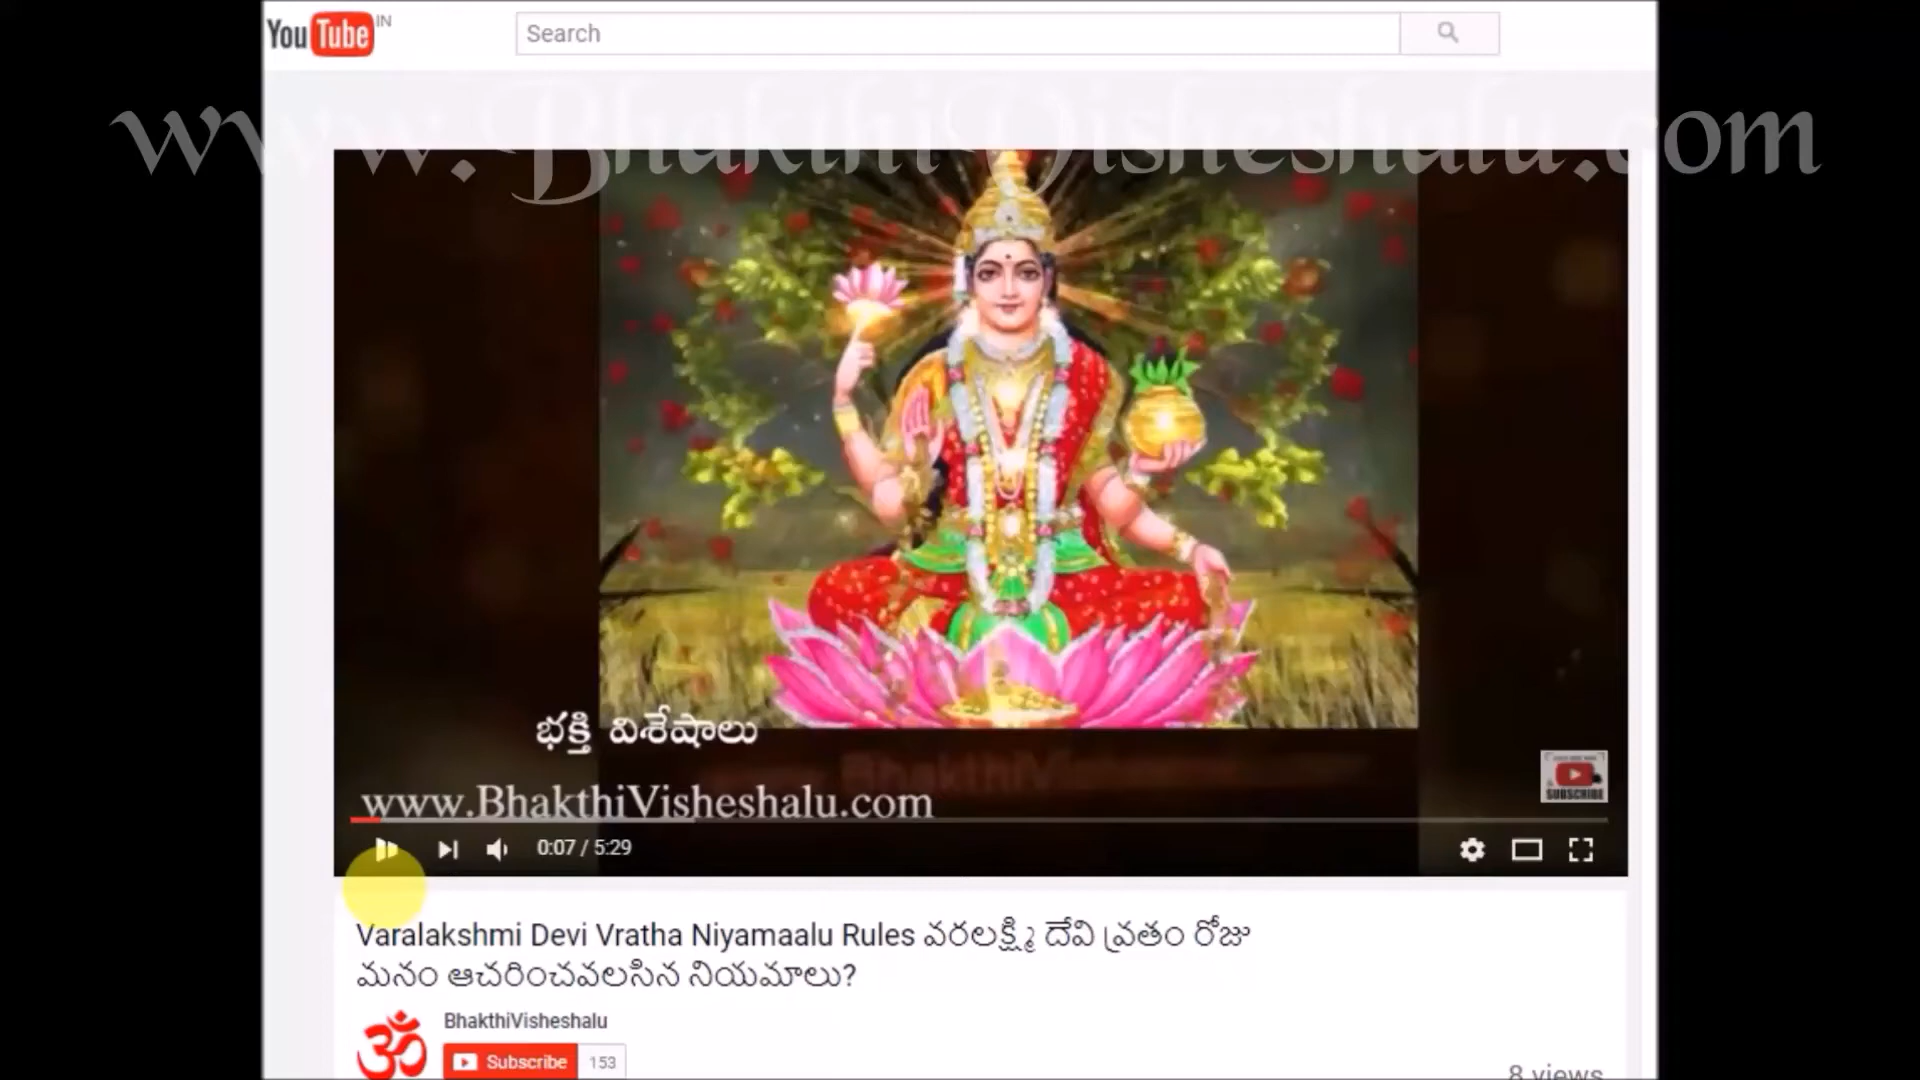 YouTube IN
Search
www.BhakthiVisheshalu.com
భక్తి విశేషాలు
www.BhakthiVisheshalu.com
SUBSCRIBE
0:07 / 5:29
Varalakshmi Devi Vratha Niyamaalu Rules వరలక్ష్మి దేవి వ్రతం రోజు
మనం ఆచరించవలసిన నియమాలు?
ॐ
BhakthiVisheshalu
Subscribe 153
8 views